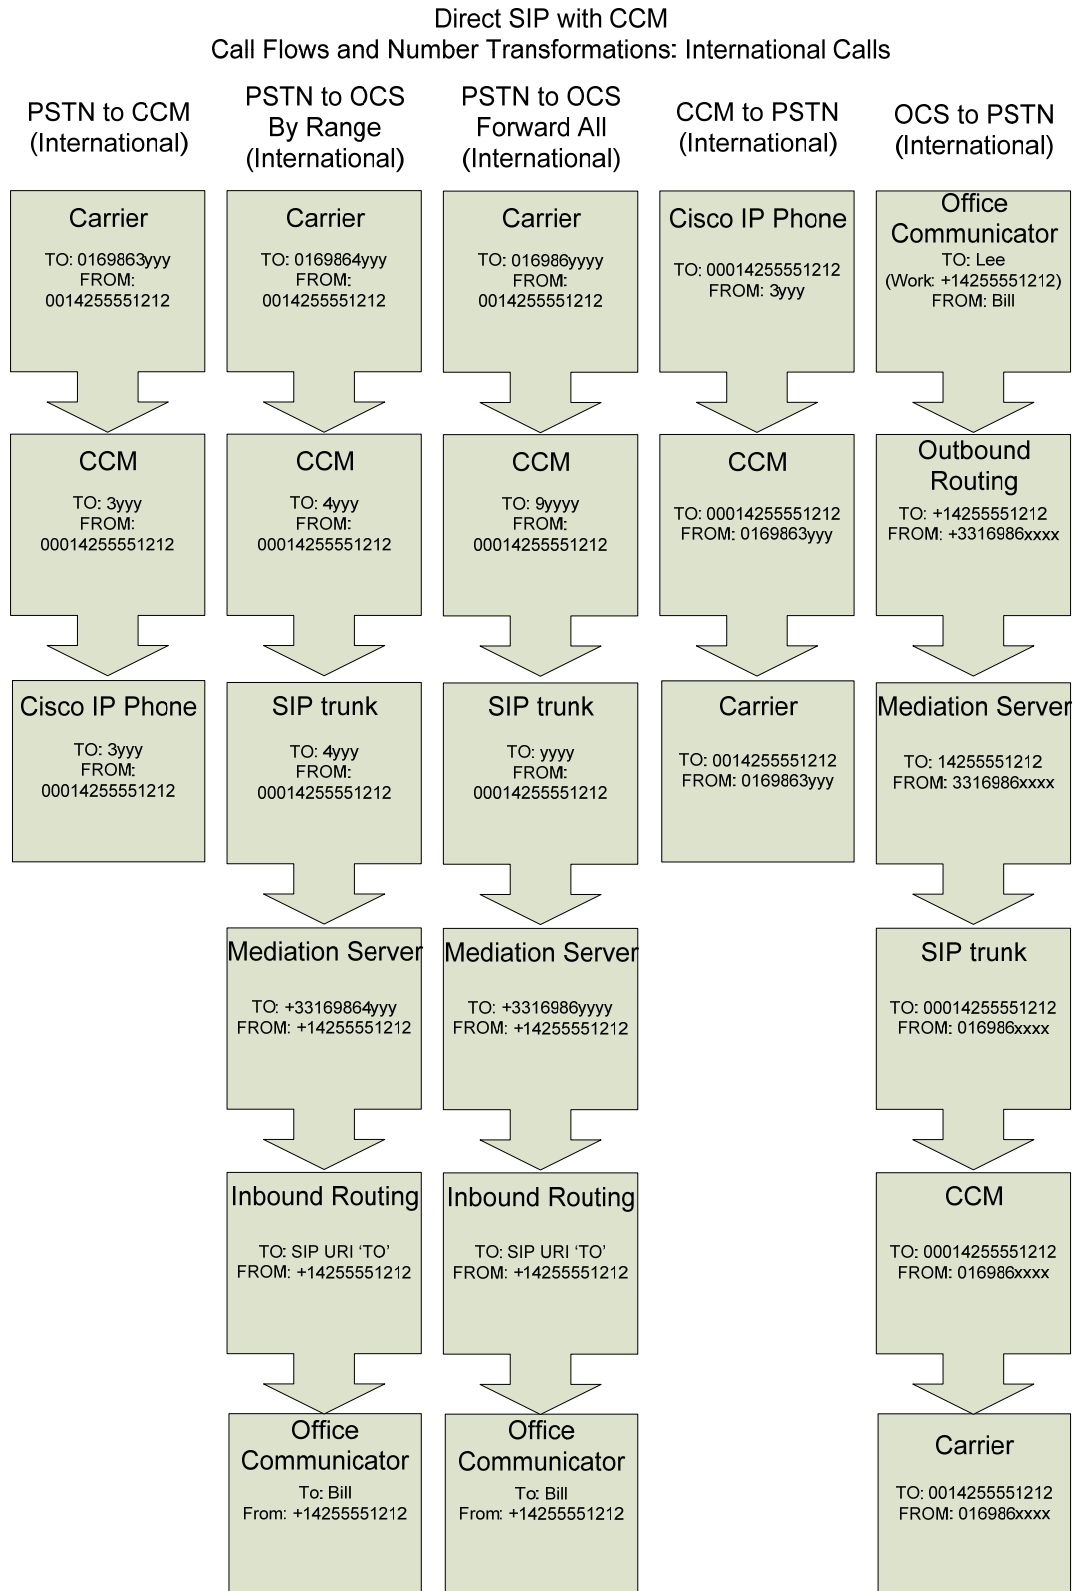 Direct SIP with CCM
Call Flows and Number Transformations: International Calls
PSTN to CCM
(International)
PSTN to OCS
By Range
(International)
PSTN to OCS
Forward All
(International)
CCM to PSTN
(International)
OCS to PSTN
(International)
Carrier
TO: 0169863yyy
FROM:
0014255551212
CCM
TO: 3yyy
FROM:
00014255551212
Cisco IP Phone
TO: 3yyy
FROM:
00014255551212
Carrier
TO: 0169864yyy
FROM:
0014255551212
CCM
TO: 4yyy
FROM:
00014255551212
SIP trunk
TO: 4yyy
FROM:
00014255551212
Mediation Server
TO: +33169864yyy
FROM: +14255551212
Inbound Routing
TO: SIP URI ‘TO’
FROM: +14255551212
Office
Communicator
To: Bill
From: +14255551212
Carrier
TO: 016986yyyy
FROM:
0014255551212
CCM
TO: 9yyyy
FROM:
00014255551212
SIP trunk
TO: yyyy
FROM:
00014255551212
Mediation Server
TO: +3316986yyyy
FROM: +14255551212
Inbound Routing
TO: SIP URI ‘TO’
FROM: +14255551212
Office
Communicator
To: Bill
From: +14255551212
Cisco IP Phone
TO: 00014255551212
FROM: 3yyy
CCM
TO: 00014255551212
FROM: 0169863yyy
Carrier
TO: 0014255551212
FROM: 0169863yyy
Office
Communicator
TO: Lee
(Work: +14255551212)
FROM: Bill
Outbound
Routing
TO: +14255551212
FROM: +3316986xxxx
Mediation Server
TO: 14255551212
FROM: 3316986xxxx
SIP trunk
TO: 00014255551212
FROM: 016986xxxx
CCM
TO: 00014255551212
FROM: 016986xxxx
Carrier
TO: 0014255551212
FROM: 016986xxxx